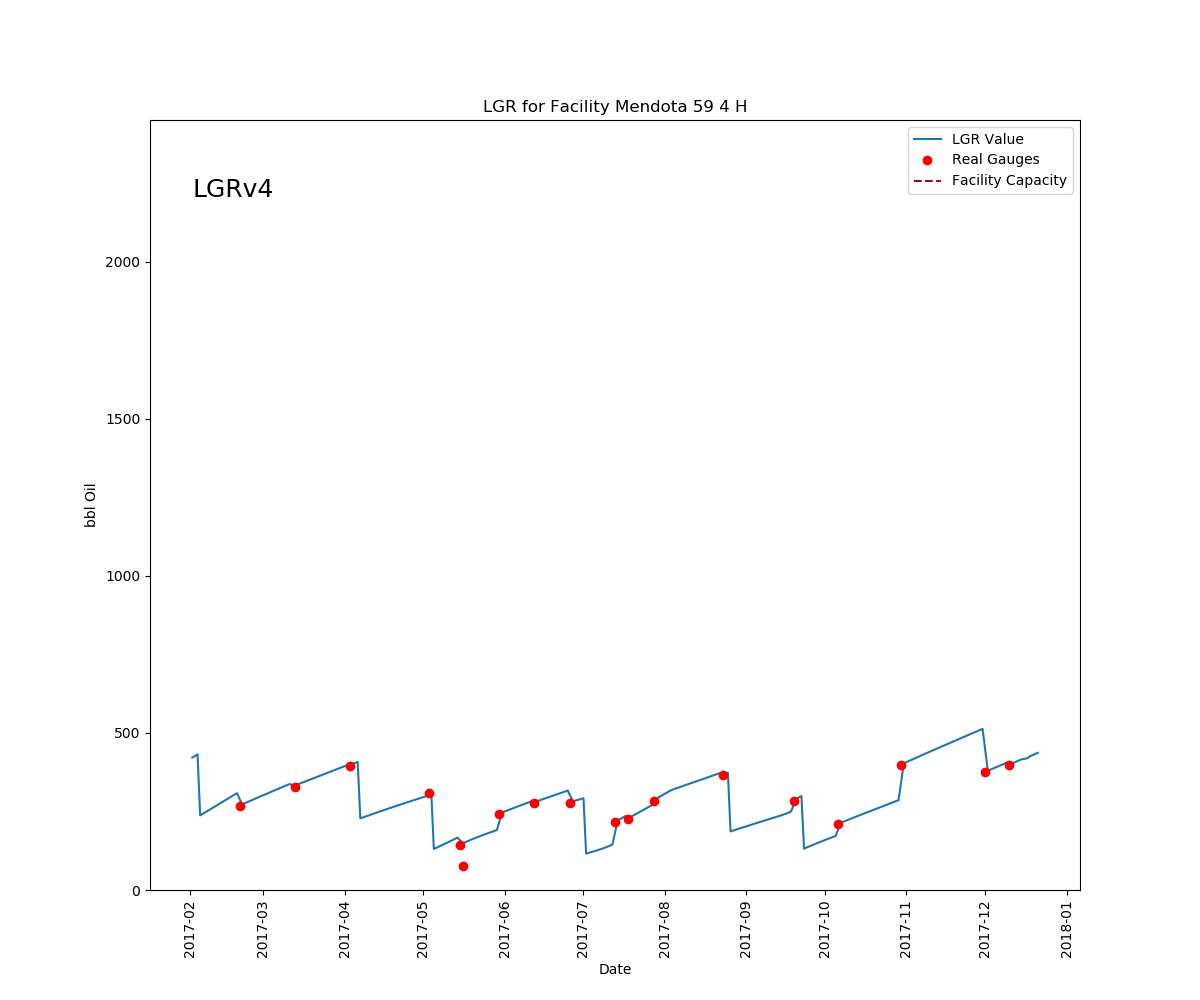 LGR for Facility Mendota 59 4 H
LGR Value
Real Gauges
Facility Capacity
LGRv4
2000
1500
1000
500
0
bbl Oil
2017-02
2017-03
2017-04
2017-05
2017-06
2017-07
2017-08
2017-09
2017-10
2017-11
2017-12
2018-01
Date